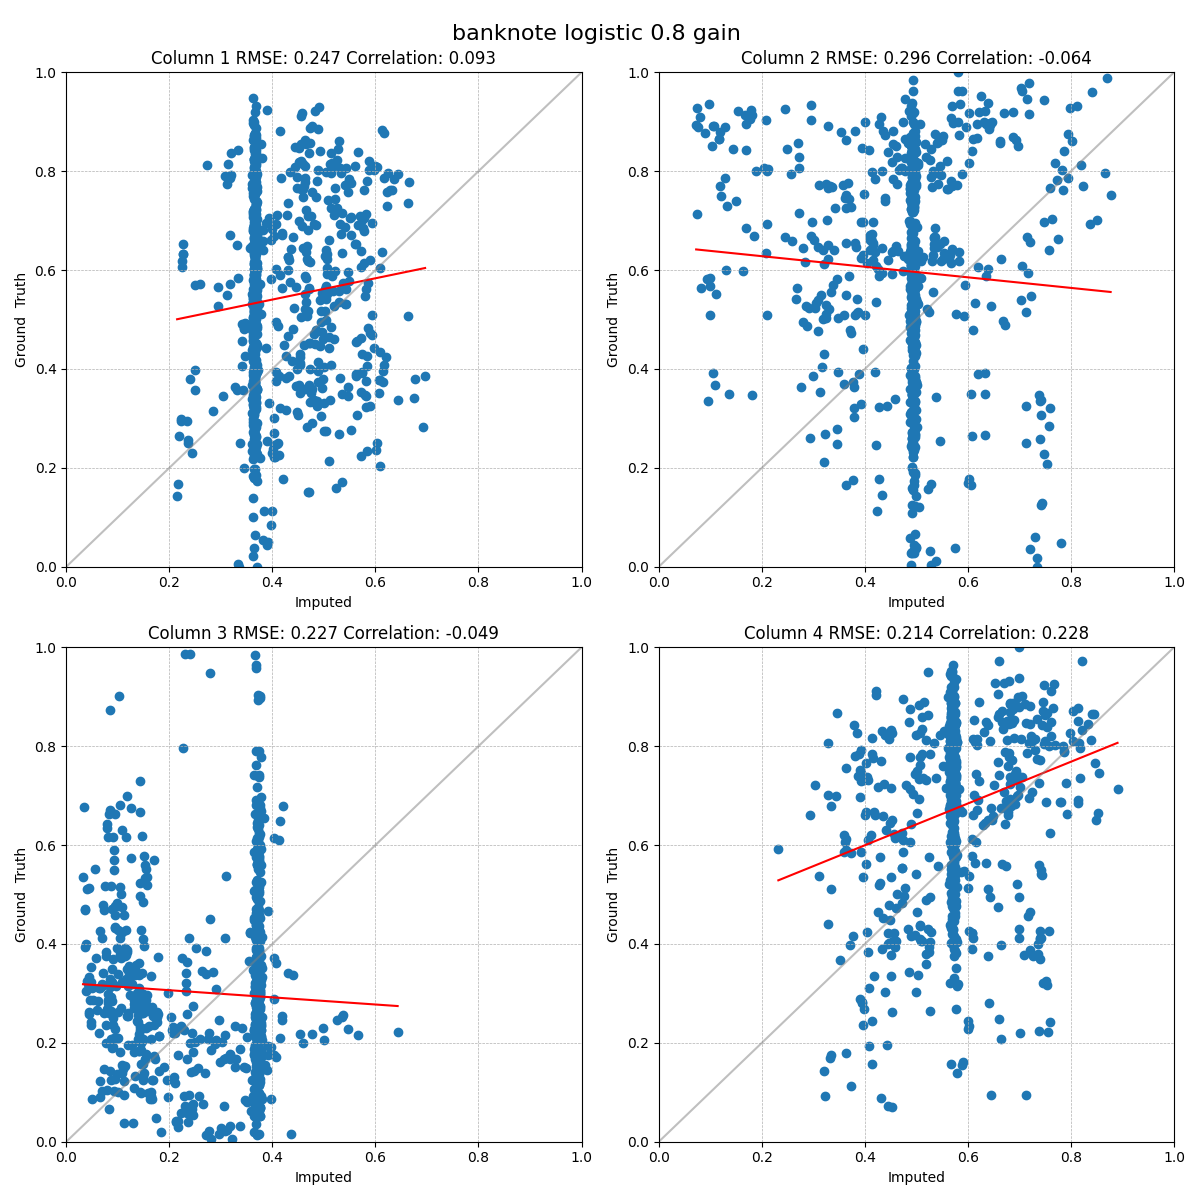 banknote logistic 0.8 gain
Column 1 RMSE: 0.247 Correlation: 0.093
1.0
0.8
0.6
0.4
0.2
0.0
Ground Truth
0.0 0.2 0.4 0.6 0.8 1.0
Imputed
Column 2 RMSE: 0.296 Correlation: -0.064
1.0
0.8
0.6
0.4
0.2
0.0
Ground Truth
0.0 0.2 0.4 0.6 0.8 1.0
Imputed
Column 3 RMSE: 0.227 Correlation: -0.049
1.0
0.8
0.6
0.4
0.2
0.0
Ground Truth
0.0 0.2 0.4 0.6 0.8 1.0
Imputed
Column 4 RMSE: 0.214 Correlation: 0.228
1.0
0.8
0.6
0.4
0.2
0.0
Ground Truth
0.0 0.2 0.4 0.6 0.8 1.0
Imputed